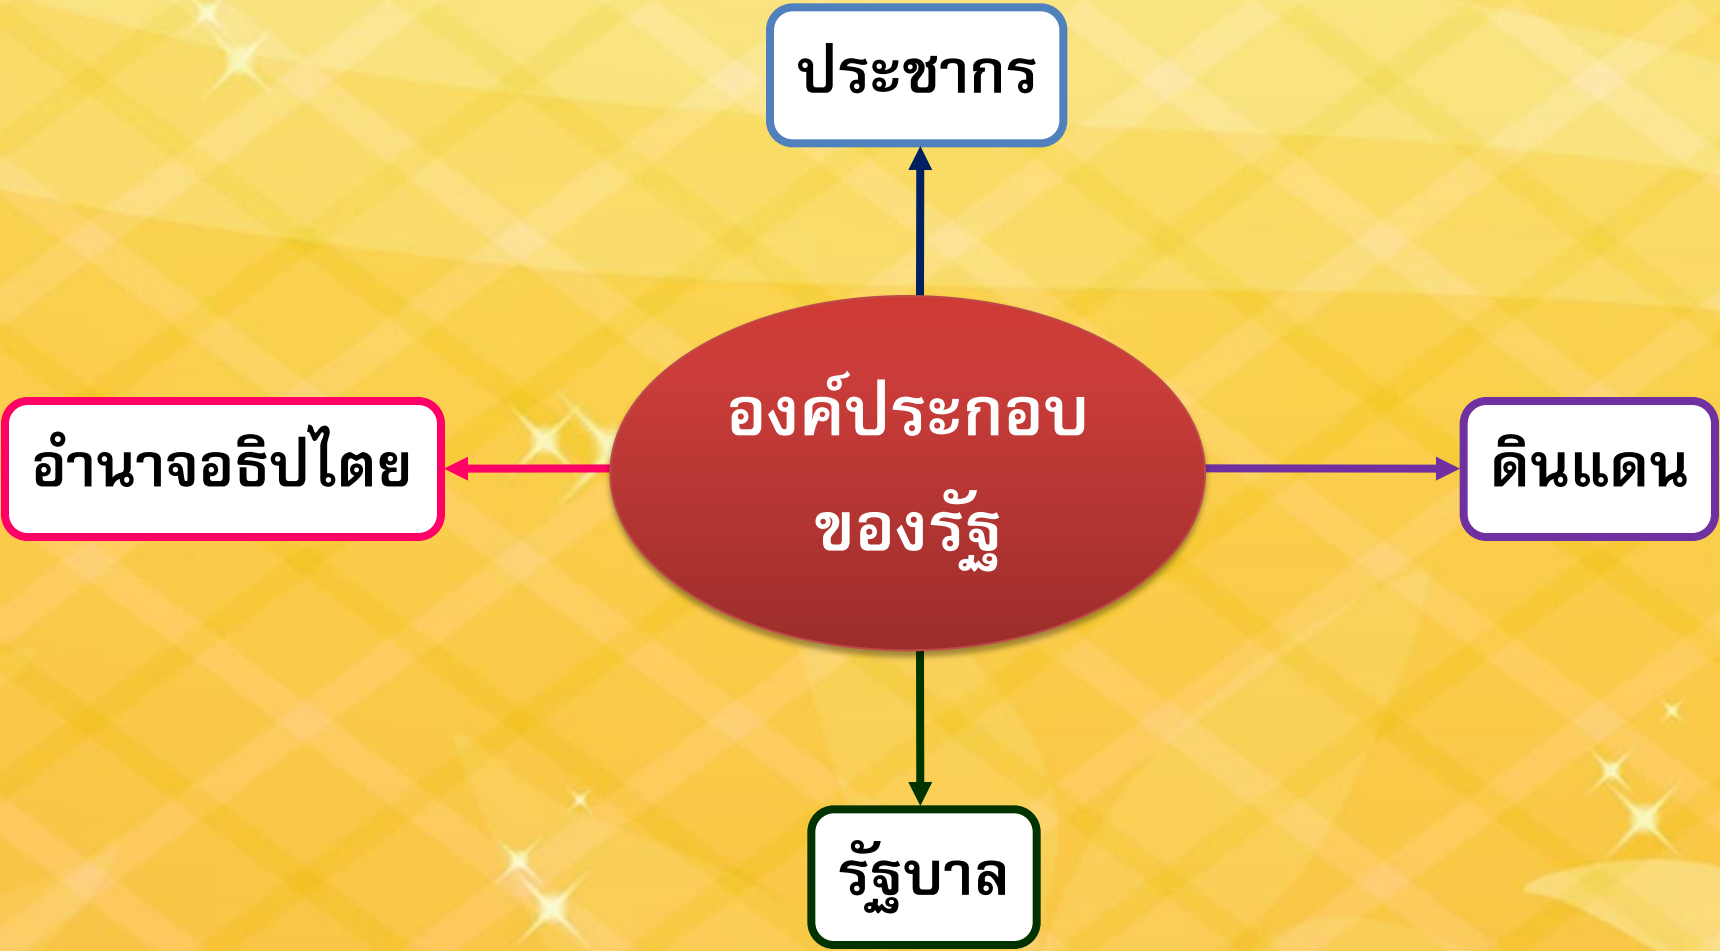 ประชากร
องค์ประกอบ
ของรัฐ
อำนาจอธิปไตย
ดินแดน
รัฐบาล